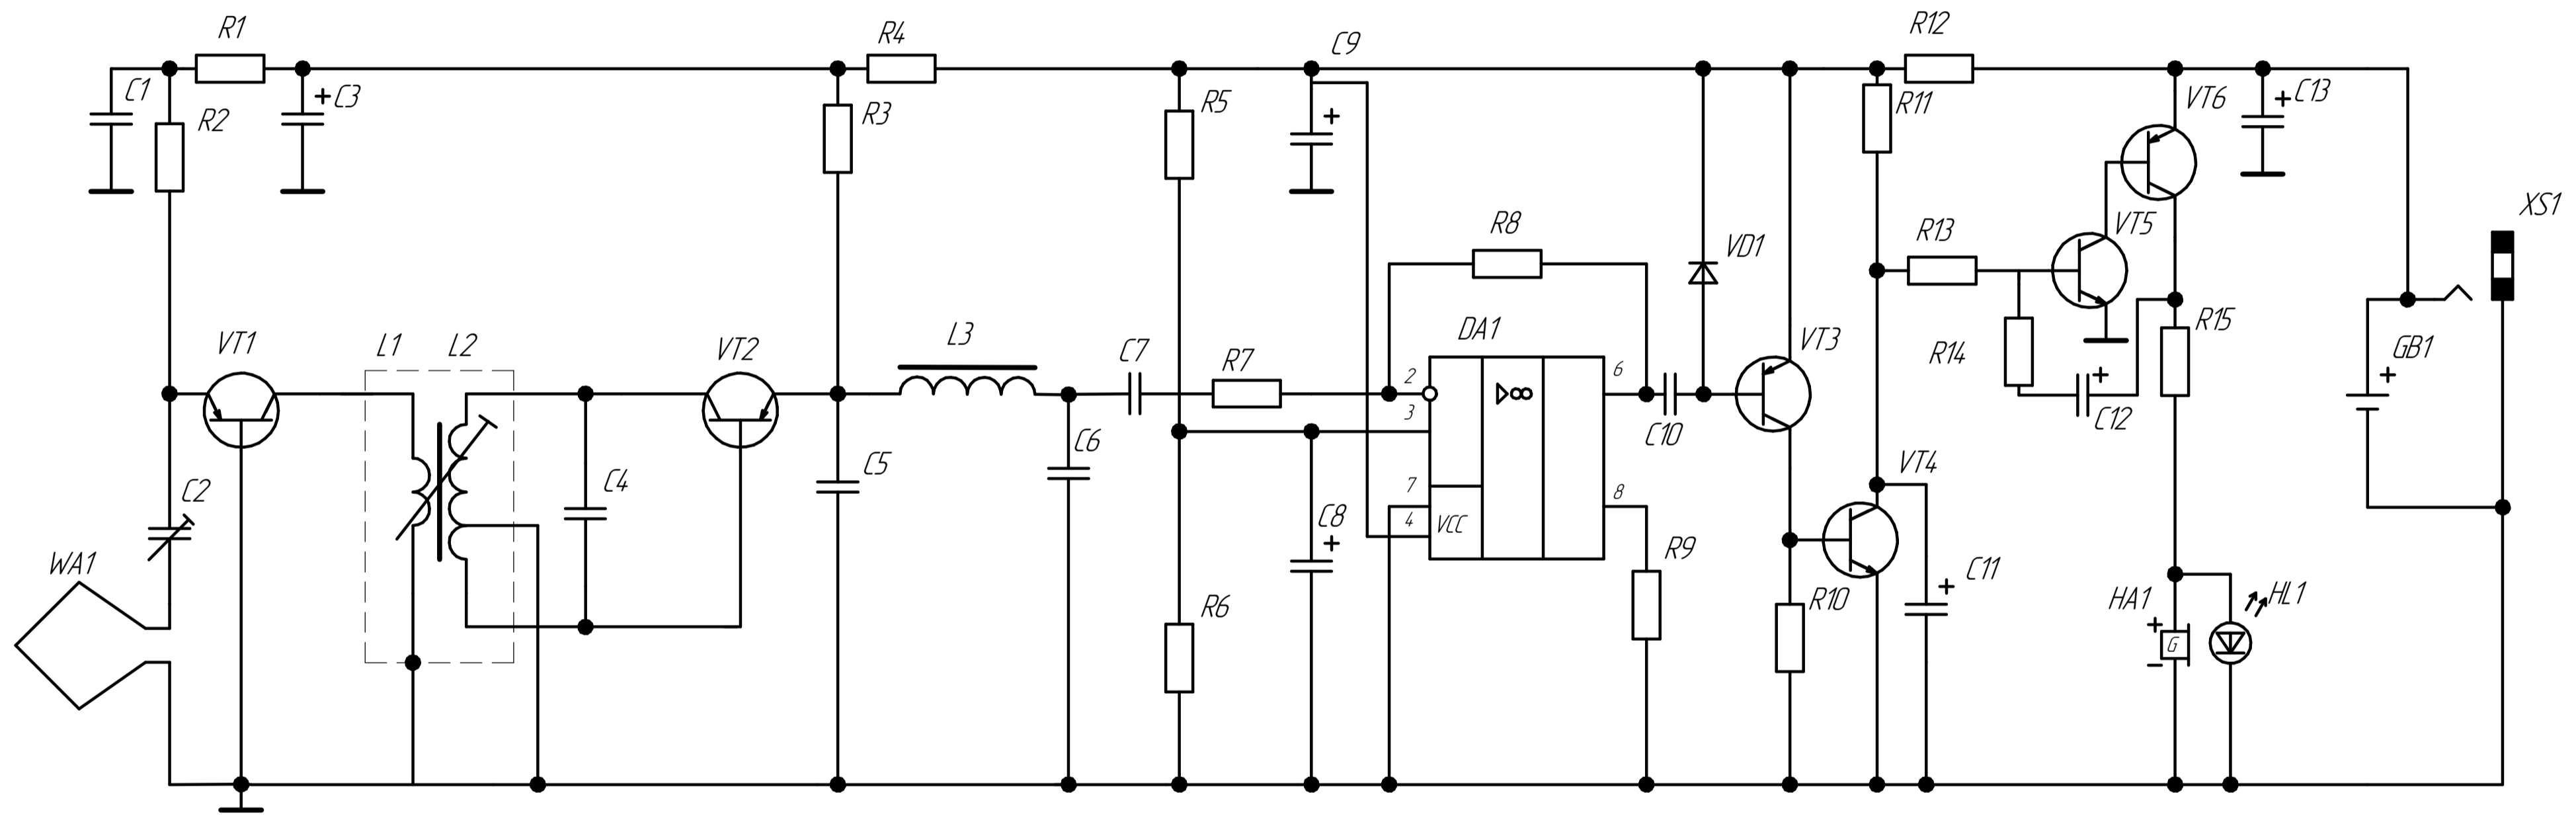 R1
R4
C9
R12
C1
+ C3
R2
R3
R5
+
R11
VT6
+ C13
XS1
R8
R13
VT5
VD1
VT1
L1
L2
VT2
L3
C7
R7
DA1
VT3
R14
R15
GB1
+
+
C12
2
3
▷∞
6
C10
C2
C4
C5
C6
C8
+
7
4
VCC
8
VT4
R9
+ C11
WA1
R6
R10
HA1
+
G
−
HL1